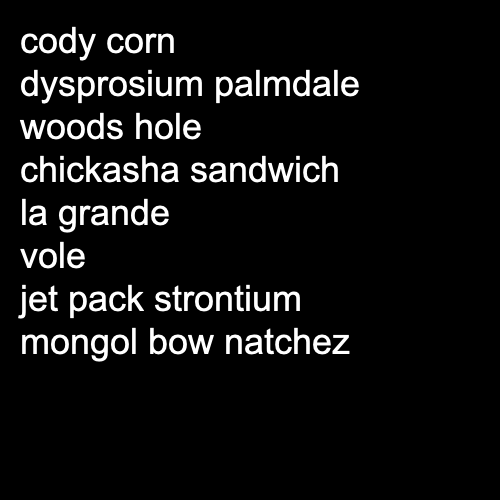 cody corn
dysprosium palmdale
woods hole
chickasha sandwich
la grande
vole
jet pack strontium
mongol bow natchez